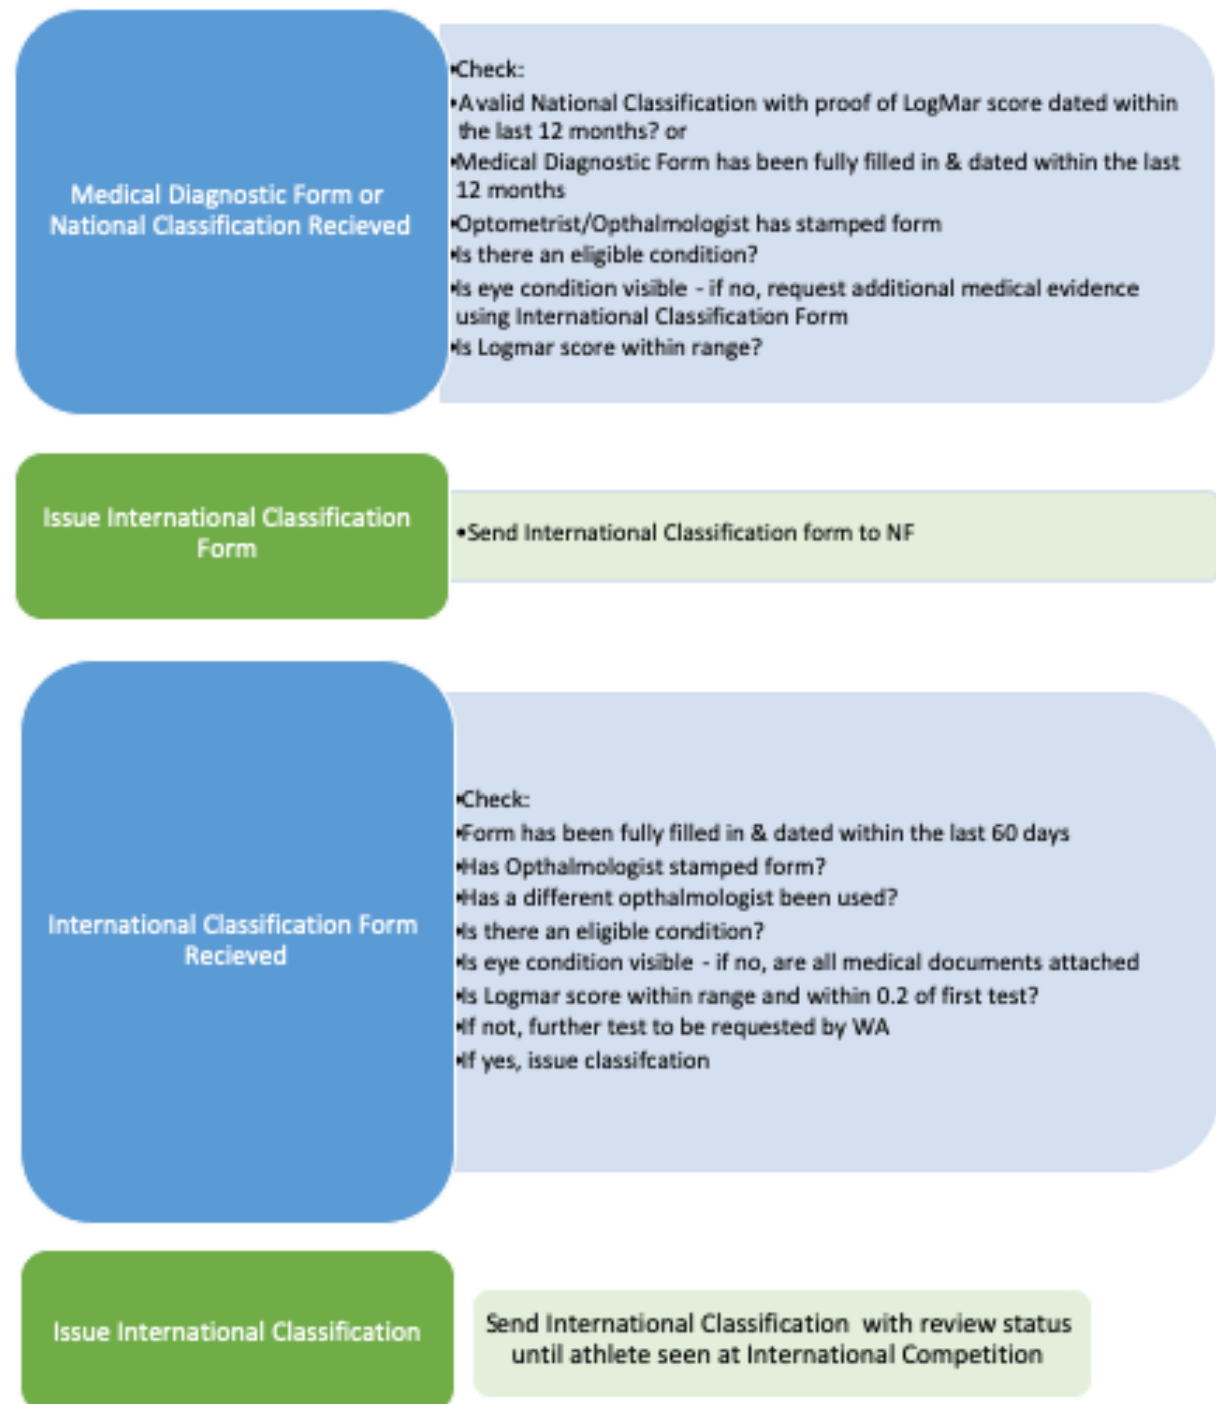 Medical Diagnostic Form or
National Classification Recieved
•Check:
•A valid National Classification with proof of LogMar score dated within
the last 12 months? or
•Medical Diagnostic Form has been fully filled in & dated within the last
12 months
•Optometrist/Opthalmologist has stamped form
•Is there an eligible condition?
•Is eye condition visible - if no, request additional medical evidence
using International Classification Form
•Is Logmar score within range?
Issue International Classification
Form
•Send International Classification form to NF
International Classification Form
Recieved
•Check:
•Form has been fully filled in & dated within the last 60 days
•Has Opthalmologist stamped form?
•Has a different opthalmologist been used?
•Is there an eligible condition?
•Is eye condition visible - if no, are all medical documents attached
•Is Logmar score within range and within 0.2 of first test?
•If not, further test to be requested by WA
•If yes, issue classifcation
Issue International Classification
Send International Classification with review status
until athlete seen at International Competition